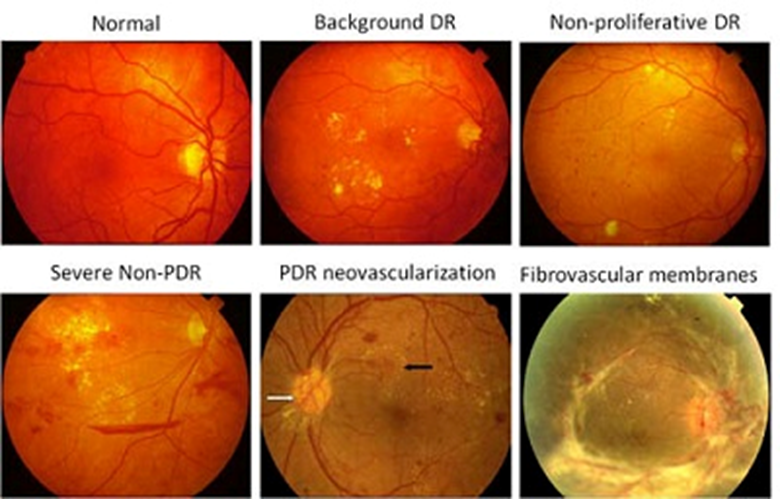 Normal
Background DR
Non-proliferative DR
Severe Non-PDR
PDR neovascularization
Fibrovascular membranes